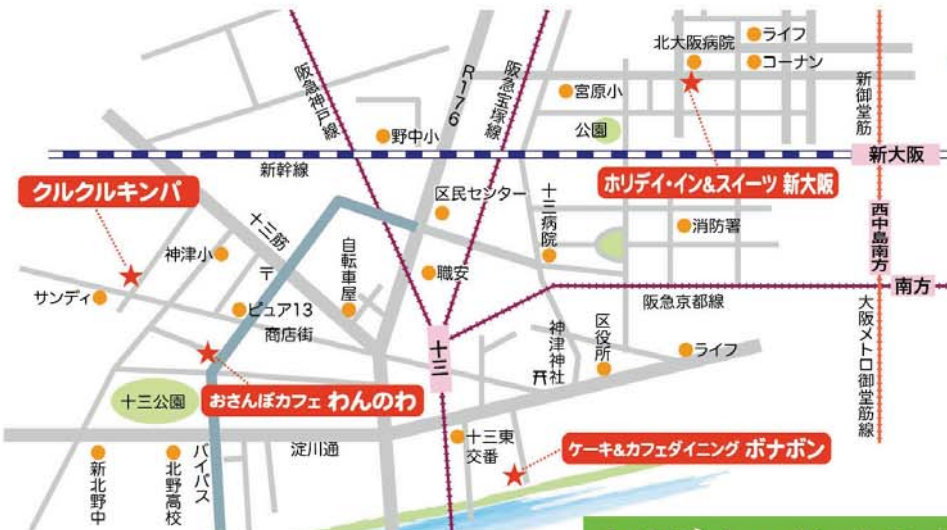 ライフ
北大阪病院
コーナン
阪急神戸線
R176
阪急宝塚線
宮原小
新御堂筋
公園
野中小
新幹線
新大阪
クルクルキンパ
ホリデイ・イン&スイーツ 新大阪
区民センター
十三病院
西中島南方
消防署
十三筋
神津小
自転車屋
〒
職安
サンディ
ピュア13
商店街
阪急京都線
南方
十三
神津神社
区役所
ライフ
大阪メトロ御堂筋線
十三公園
おさんぽカフェ わんのわ
淀川通
十三東
交番
ケーキ&カフェダイニング ボナボン
新北野中
北野高校
バイパス